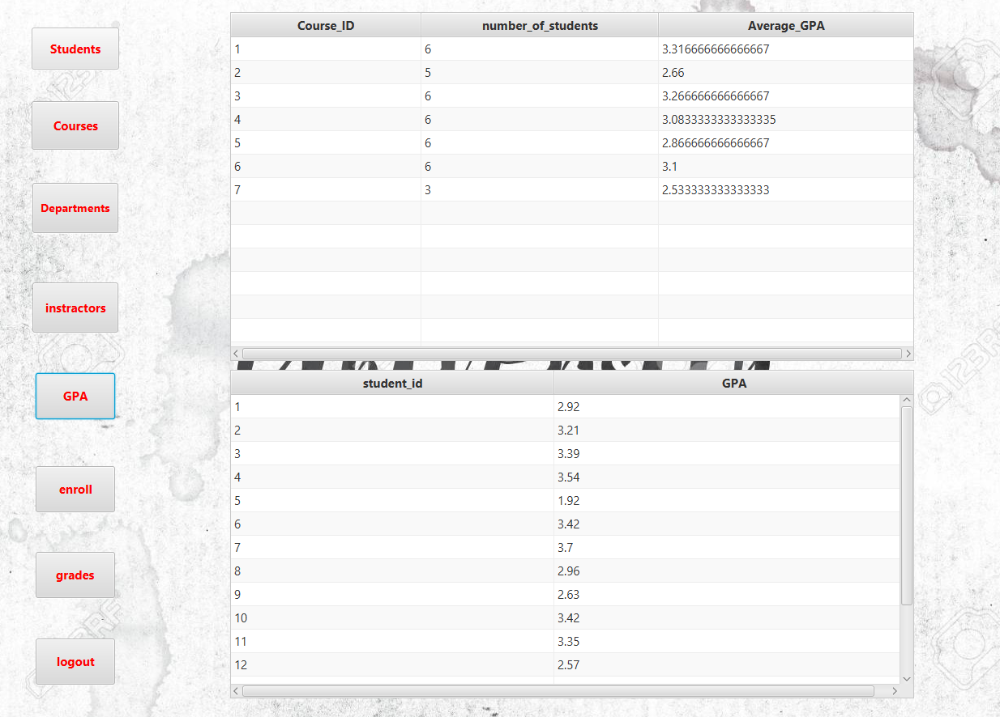 Students
Courses
Departments
instractors
GPA
enroll
grades
logout
Course_ID number_of_students Average_GPA
1 6 3.316666666666667
2 5 2.66
3 6 3.266666666666667
4 6 3.0833333333333335
5 6 2.866666666666667
6 6 3.1
7 3 2.533333333333333
student_id GPA
1 2.92
2 3.21
3 3.39
4 3.54
5 1.92
6 3.42
7 3.7
8 2.96
9 2.63
10 3.42
11 3.35
12 2.57
123RF
123RF